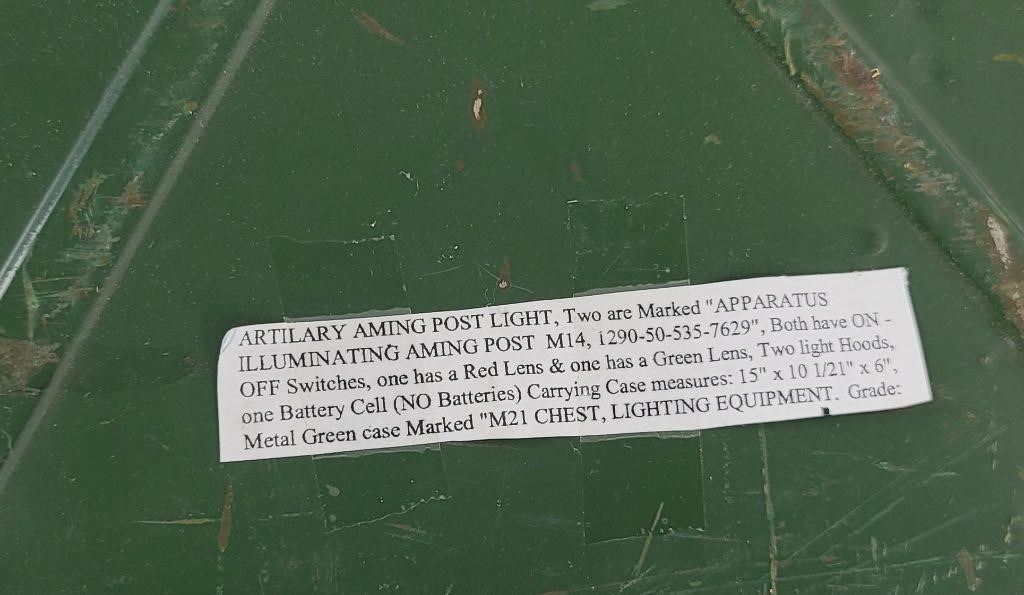 ARTILARY AMING POST LIGHT, Two are Marked "APPARATUS
ILLUMINATING AMING POST M14, 1290-50-535-7629", Both have ON -
OFF Switches, one has a Red Lens & one has a Green Lens, Two light Hoods,
one Battery Cell (NO Batteries) Carrying Case measures: 15" x 10 1/21" x 6",
Metal Green case Marked "M21 CHEST, LIGHTING EQUIPMENT. Grade: